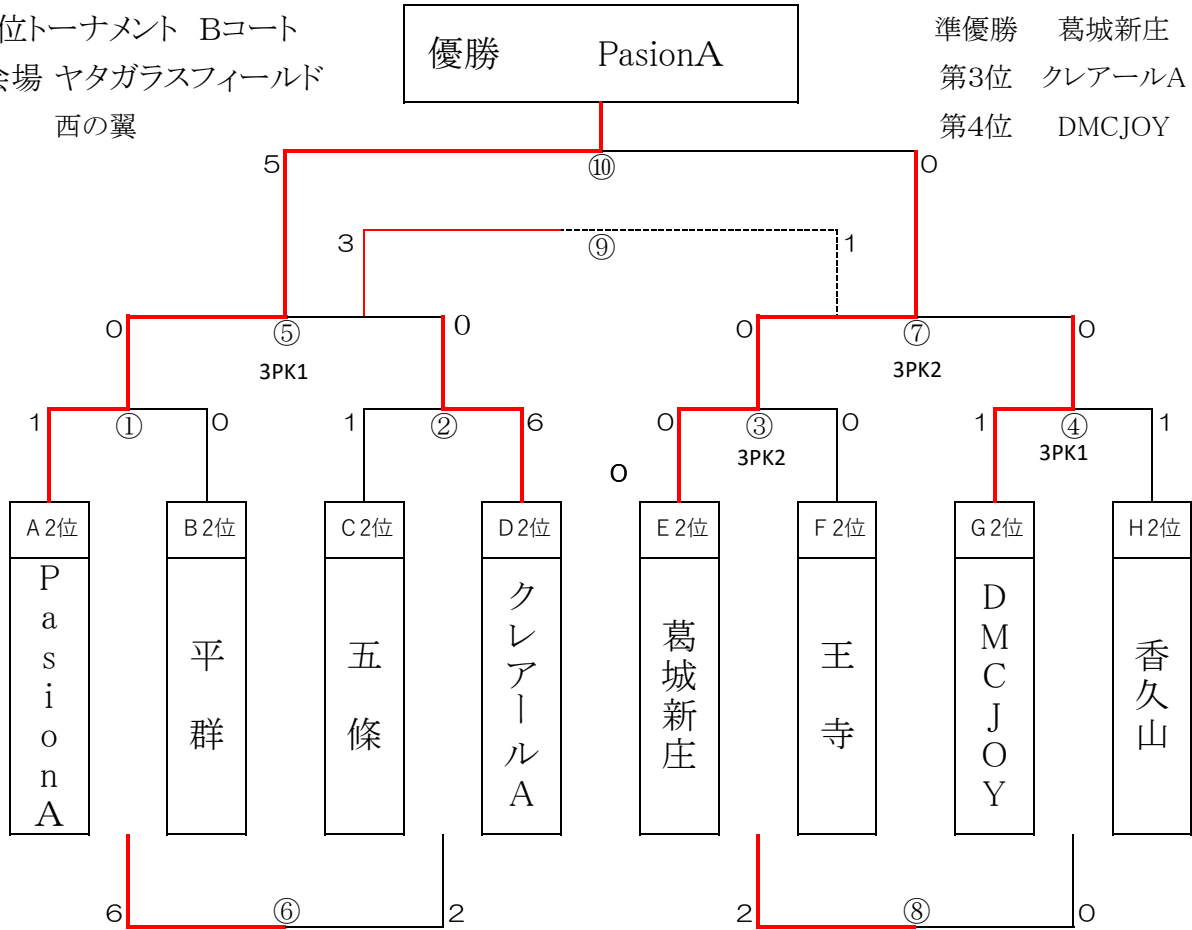 位トーナメント Bコート
会場 ヤタガラスフィールド
西の翼
優勝 PasionA
準優勝 葛城新庄
第3位 クレアールA
第4位 DMCJOY
5 ⑩ 0
3 ⑨ 1
0 ⑤ 0 0 ⑦ 0
3PK1 3PK2
1 ① 0 1 ② 6 0 ③ 0 1 ④ 1
3PK2 3PK1
0
A2位 B2位 C2位 D2位 E2位 F2位 G2位 H2位
PasionA
平群
五條
クレアールA
葛城新庄
王寺
DMCJOY
香久山
6 ⑥ 2 2 ⑧ 0